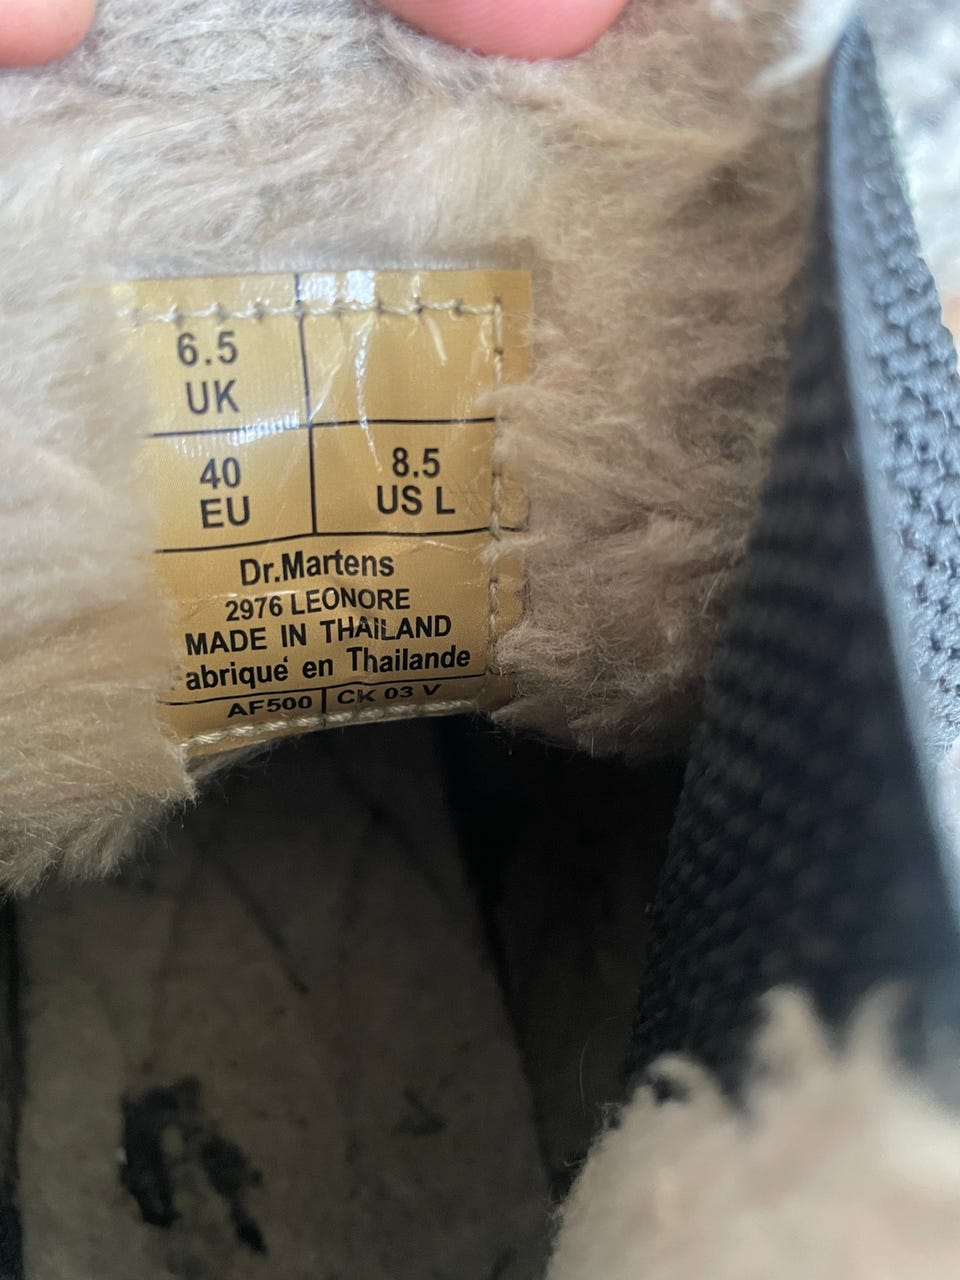 6.5
UK
40
EU
8.5
US L
Dr.Martens
2976 LEONORE
MADE IN THAILAND
abriqué en Thailande
AF500 CK 03 V